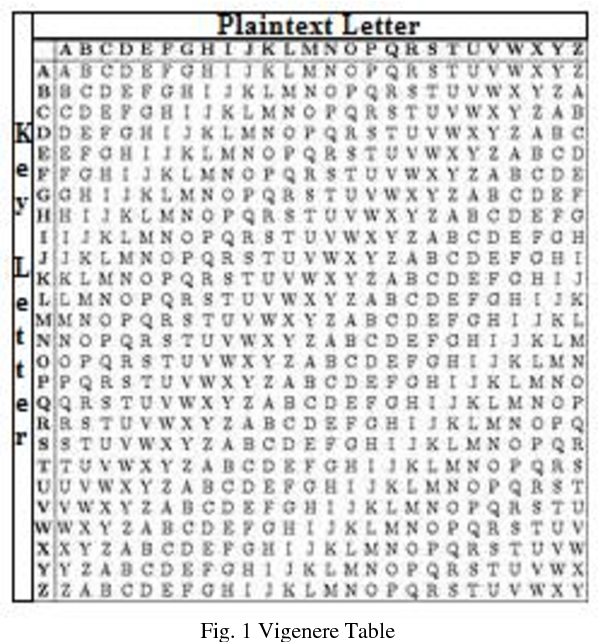 Plaintext Letter
A B C D E F G H I J K L M N O P Q R S T U V W X Y Z
Key Letter
A A B C D E F G H I J K L M N O P Q R S T U V W X Y Z
B B C D E F G H I J K L M N O P Q R S T U V W X Y Z A
C C D E F G H I J K L M N O P Q R S T U V W X Y Z A B
D D E F G H I J K L M N O P Q R S T U V W X Y Z A B C
E E F G H I J K L M N O P Q R S T U V W X Y Z A B C D
F F G H I J K L M N O P Q R S T U V W X Y Z A B C D E
G G H I J K L M N O P Q R S T U V W X Y Z A B C D E F
H H I J K L M N O P Q R S T U V W X Y Z A B C D E F G
I I J K L M N O P Q R S T U V W X Y Z A B C D E F G H
J J K L M N O P Q R S T U V W X Y Z A B C D E F G H I
K K L M N O P Q R S T U V W X Y Z A B C D E F G H I J
L L M N O P Q R S T U V W X Y Z A B C D E F G H I J K
M M N O P Q R S T U V W X Y Z A B C D E F G H I J K L
N N O P Q R S T U V W X Y Z A B C D E F G H I J K L M
O O P Q R S T U V W X Y Z A B C D E F G H I J K L M N
P P Q R S T U V W X Y Z A B C D E F G H I J K L M N O
Q Q R S T U V W X Y Z A B C D E F G H I J K L M N O P
R R S T U V W X Y Z A B C D E F G H I J K L M N O P Q
S S T U V W X Y Z A B C D E F G H I J K L M N O P Q R
T T U V W X Y Z A B C D E F G H I J K L M N O P Q R S
U U V W X Y Z A B C D E F G H I J K L M N O P Q R S T
V V W X Y Z A B C D E F G H I J K L M N O P Q R S T U
W W X Y Z A B C D E F G H I J K L M N O P Q R S T U V
X X Y Z A B C D E F G H I J K L M N O P Q R S T U V W
Y Y Z A B C D E F G H I J K L M N O P Q R S T U V W X
Z Z A B C D E F G H I J K L M N O P Q R S T U V W X Y
Fig. 1 Vigenere Table